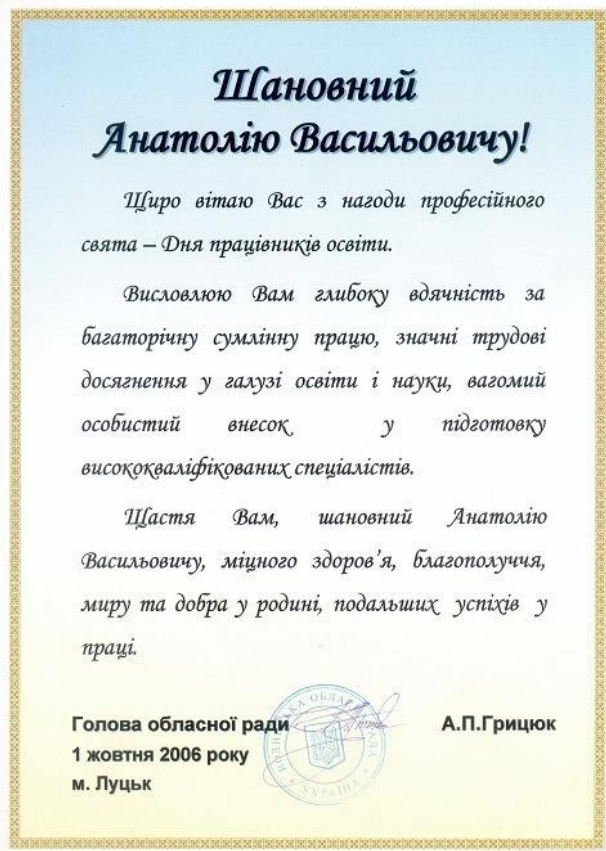 Шановний
Анатолію Васильовичу!
Щиро вітаю Вас з нагоди професійного
свята – Дня працівників освіти.
Висловлюю Вам глибоку вдячність за
багаторічну сумлінну працю, значні трудові
досягнення у галузі освіти і науки, вагомий
особистий внесок у підготовку
висококваліфікованих спеціалістів.
Щастя Вам, шановний Анатолію
Васильовичу, міцного здоров’я, благополуччя,
миру та добра у родині, подальших успіхів у
праці.
Голова обласної ради А.П.Грицюк
1 жовтня 2006 року
м. Луцьк
УКРАЇНА